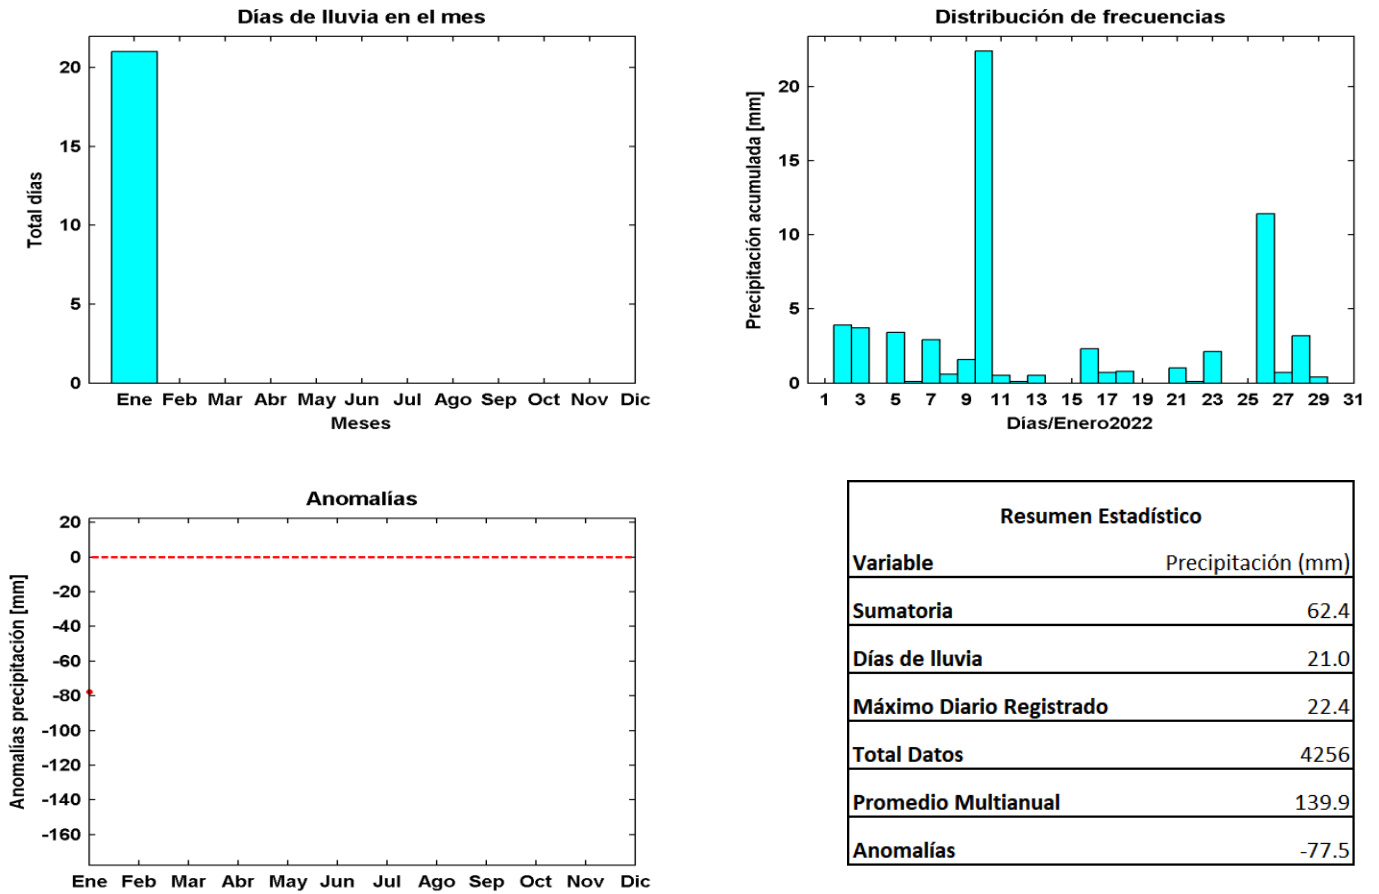 Días de lluvia en el mes
Total días
20
15
10
5
0
Ene Feb Mar Abr May Jun Jul Ago Sep Oct Nov Dic
Meses
Distribución de frecuencias
Precipitación acumulada [mm]
20
15
10
5
0
1 3 5 7 9 11 13 15 17 19 21 23 25 27 29 31
Días/Enero2022
Anomalías
Anomalías precipitación [mm]
20
0
-20
-40
-60
-80
-100
-120
-140
-160
Ene Feb Mar Abr May Jun Jul Ago Sep Oct Nov Dic
Resumen Estadístico
Variable Precipitación (mm)
Sumatoria 62.4
Días de lluvia 21.0
Máximo Diario Registrado 22.4
Total Datos 4256
Promedio Multianual 139.9
Anomalías -77.5